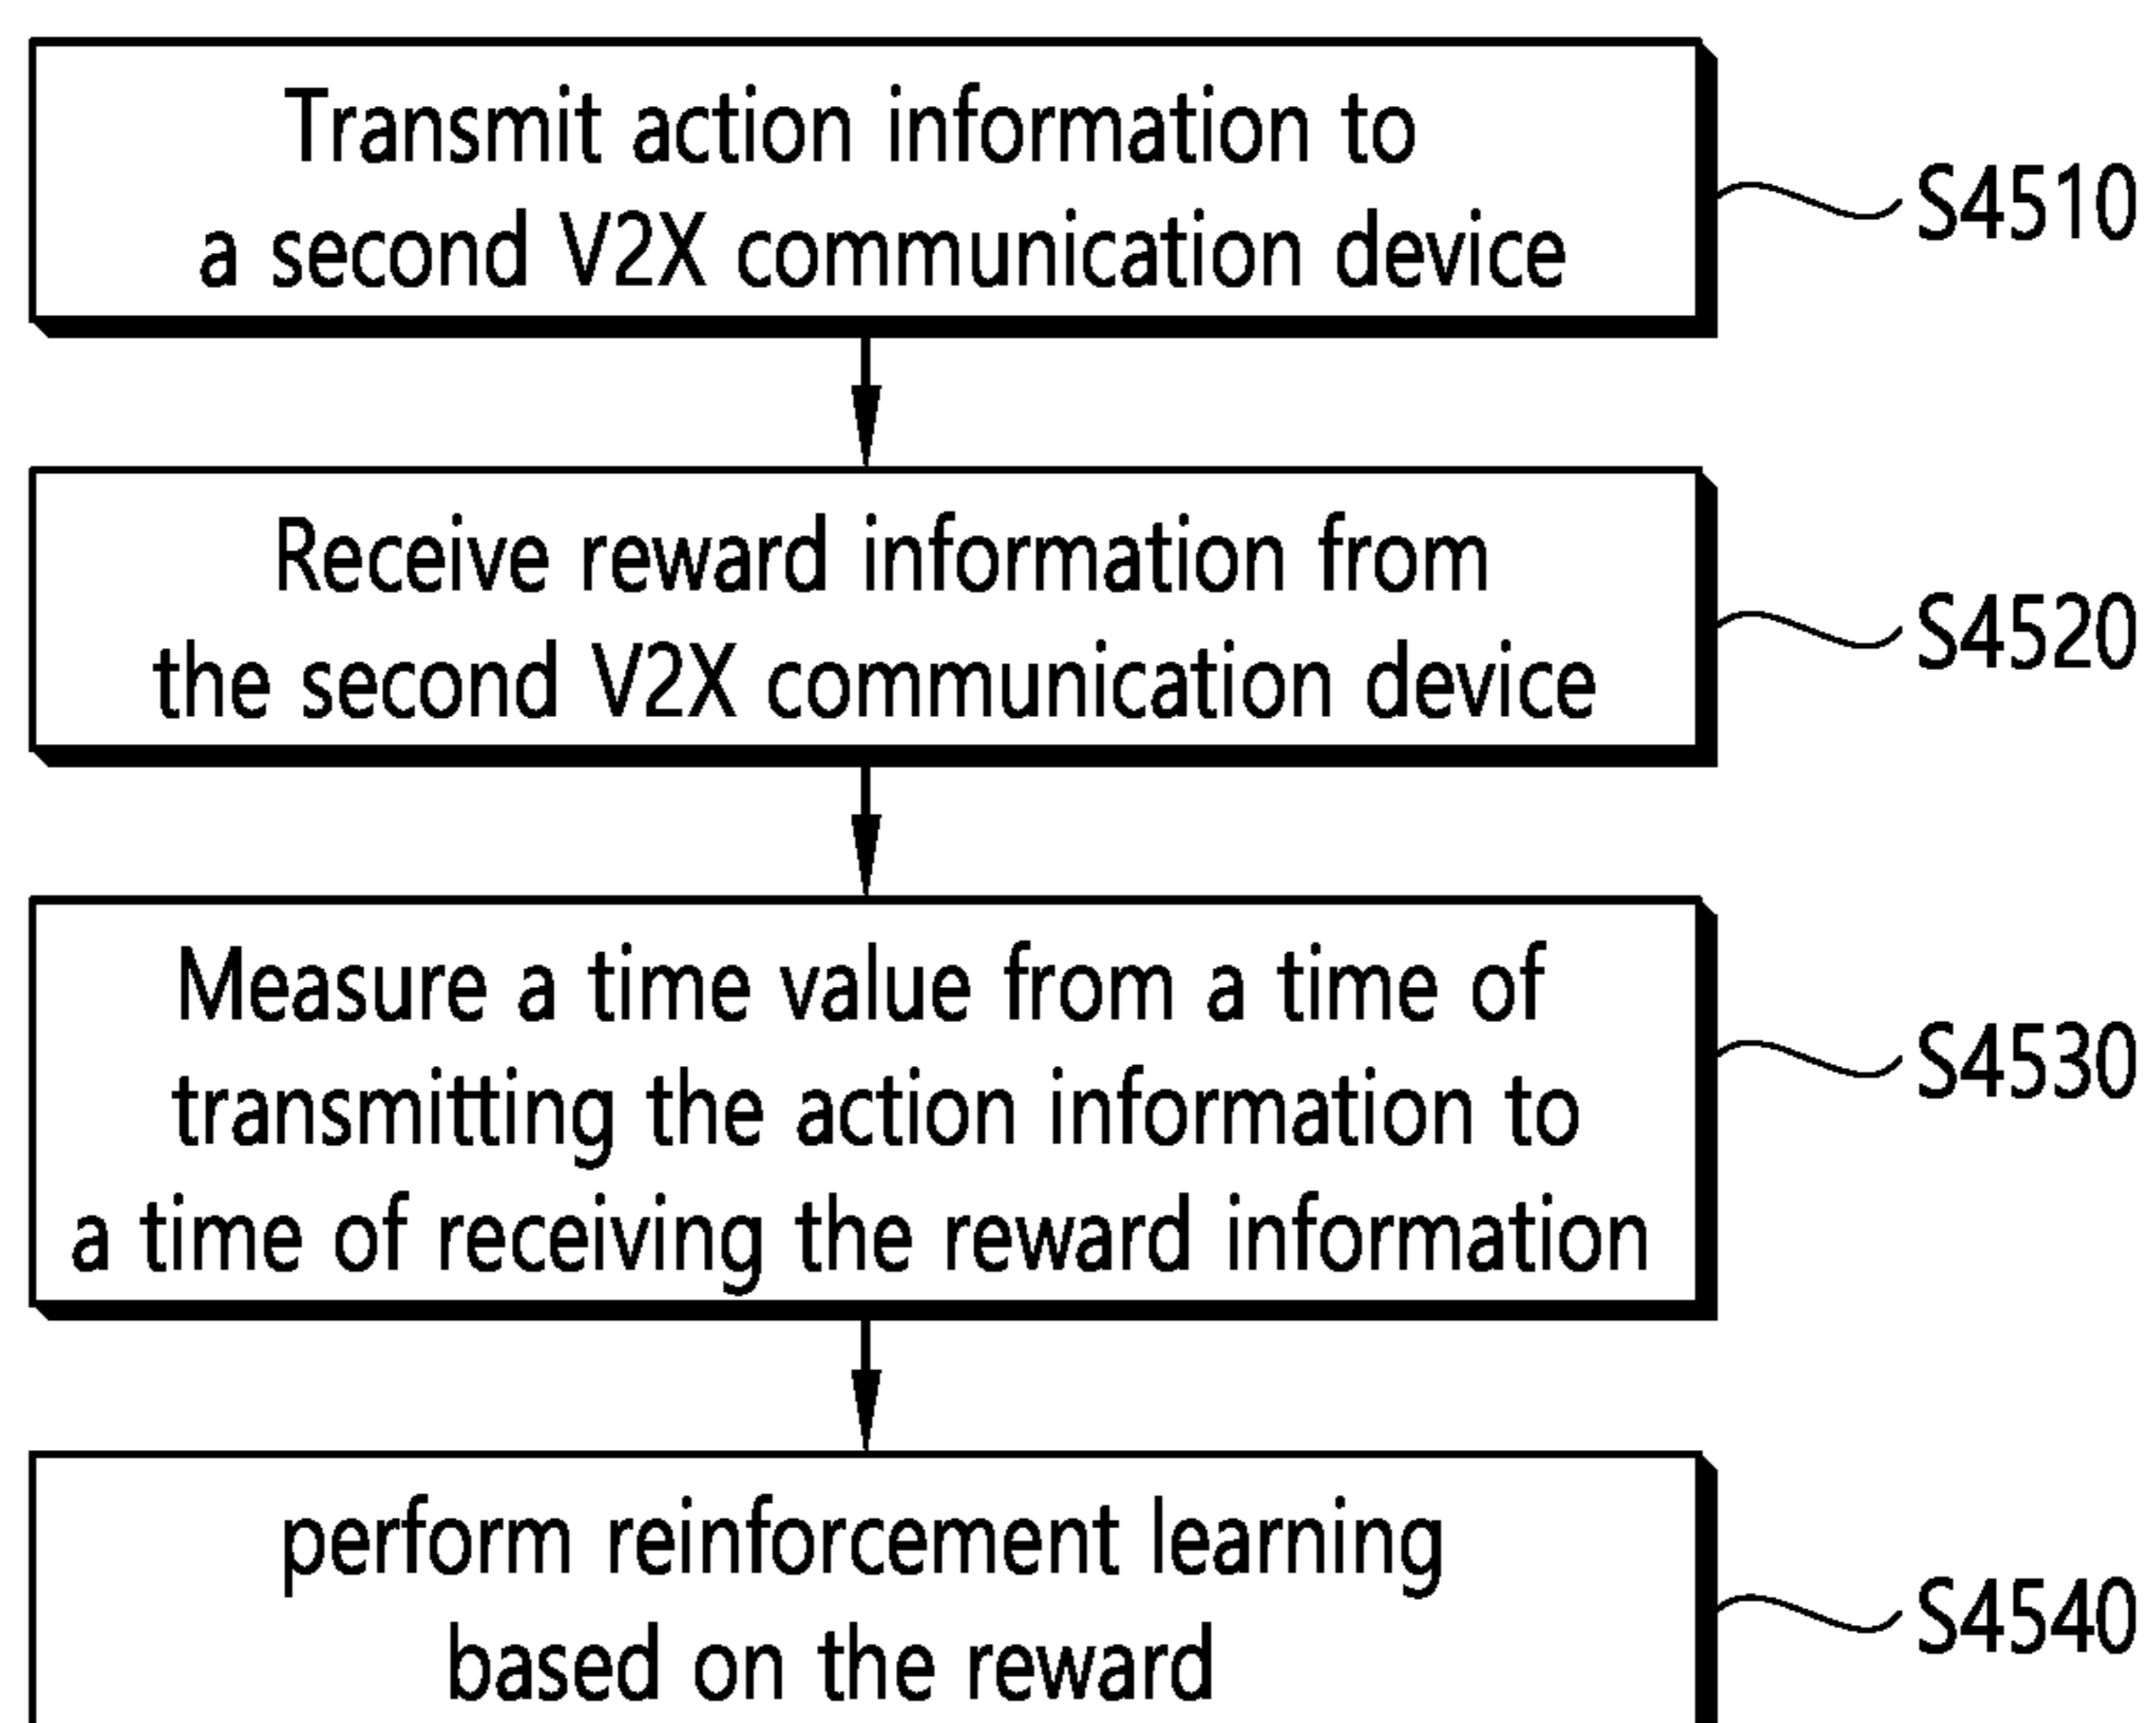 Transmit action information to
a second V2X communication device
S4510
Receive reward information from
the second V2X communication device
S4520
Measure a time value from a time of
transmitting the action information to
a time of receiving the reward information
S4530
perform reinforcement learning
based on the reward
S4540